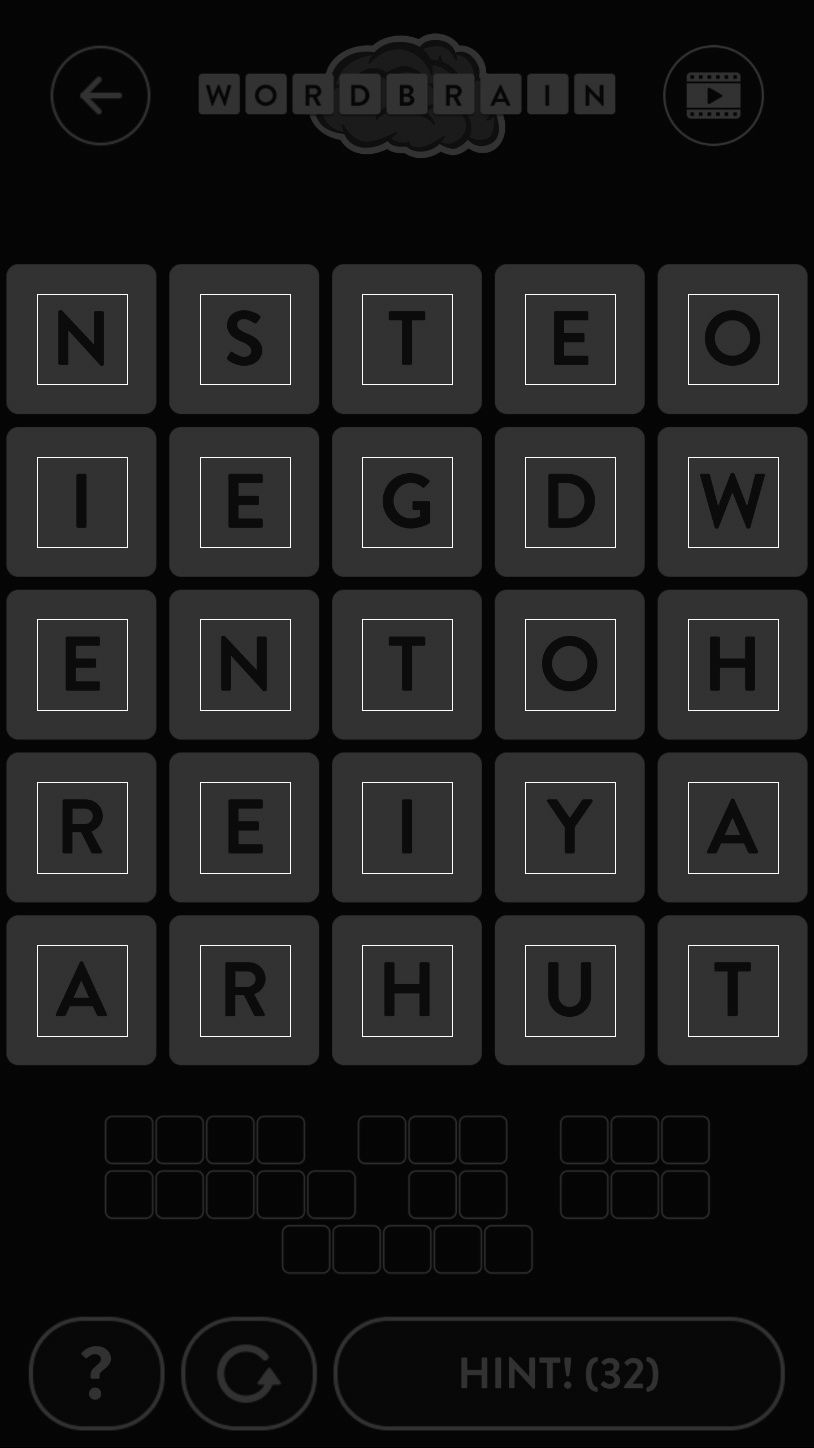 WORDBRAIN
N S T E O
I E G D W
E N T O H
R E I Y A
A R H U T
? HINT! (32)